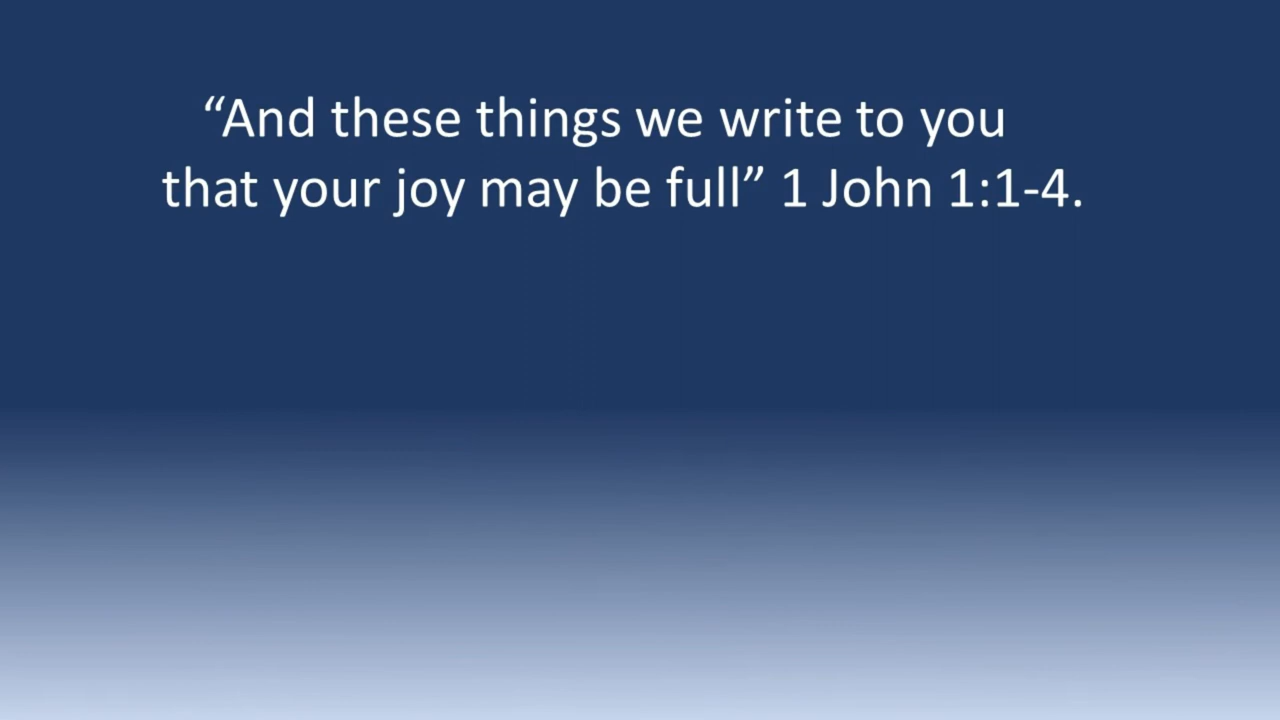 “And these things we write to you
that your joy may be full” 1 John 1:1-4.